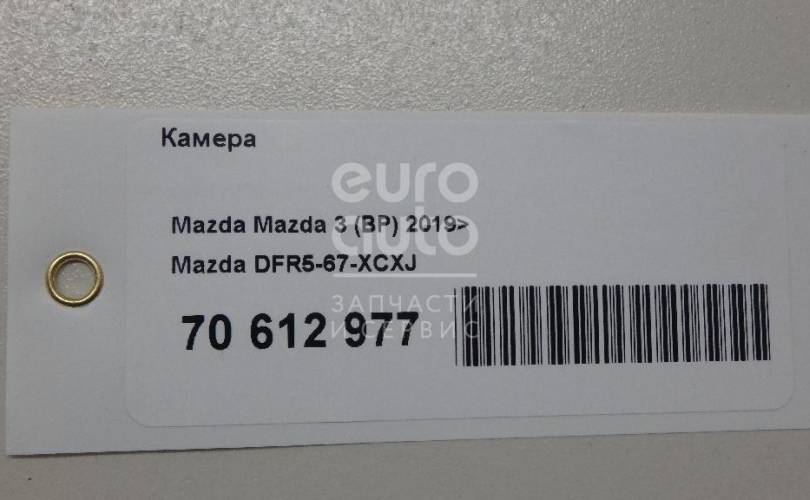 Камера
euro
auto
Mazda Mazda 3 (BP) 2019>
Mazda DFR5-67-XCXJ
ЗАПЧАСТИ
И СЕРВИС
70 612 977